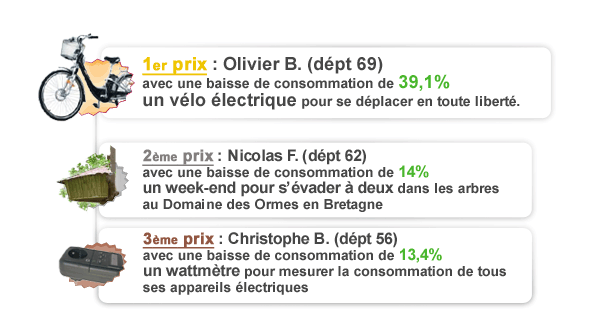 1er prix : Olivier B. (dépt 69)
avec une baisse de consommation de 39,1%
un vélo électrique pour se déplacer en toute liberté.
2ème prix : Nicolas F. (dépt 62)
avec une baisse de consommation de 14%
un week-end pour s'évader à deux dans les arbres
au Domaine des Ormes en Bretagne
3ème prix : Christophe B. (dépt 56)
avec une baisse de consommation de 13,4%
un wattmètre pour mesurer la consommation de tous
ses appareils électriques